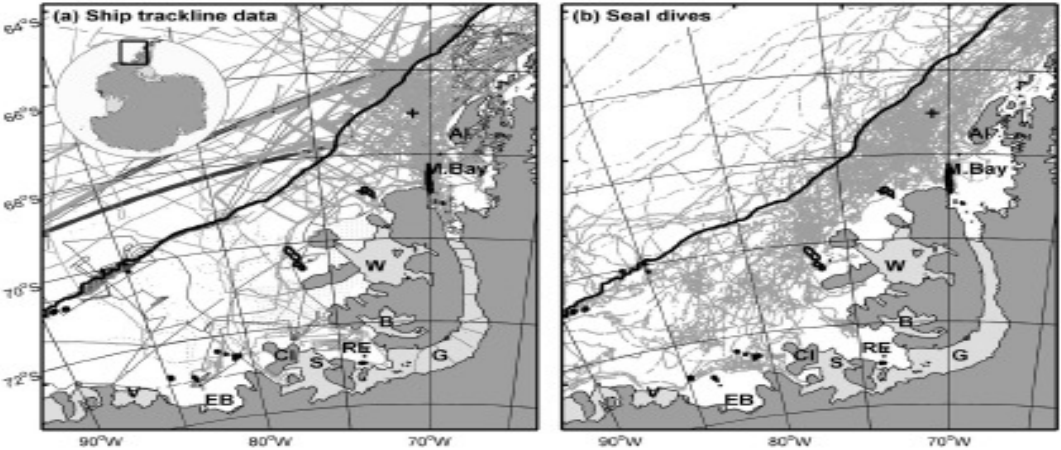 (a) Ship trackline data
(b) Seal dives
64°S
66°S
68°S
70°S
72°S
AI
M.Bay
W
B
CI
S
RE
G
V
EB
90°W
80°W
70°W
AI
M.Bay
W
B
CI
S
RE
G
V
EB
90°W
80°W
70°W